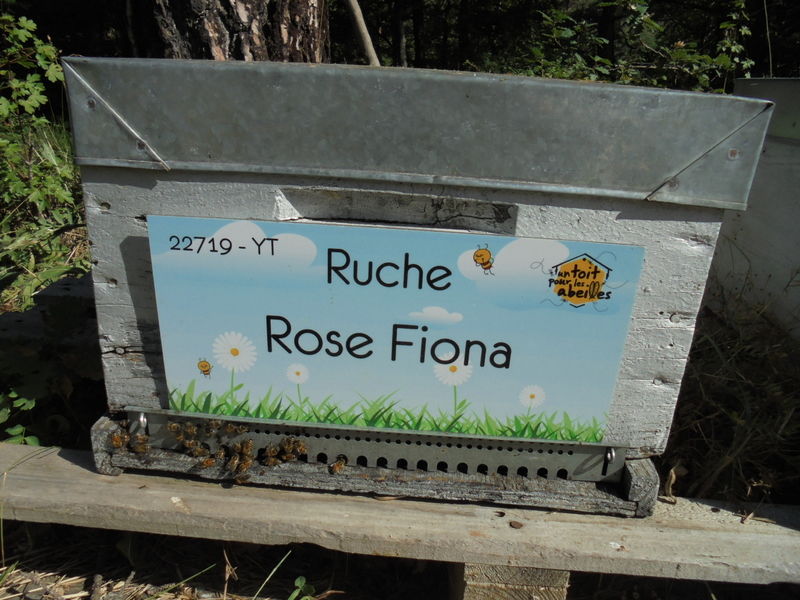 22719 - YT
Ruche
Rose Fiona
un toit
pour les
abeilles